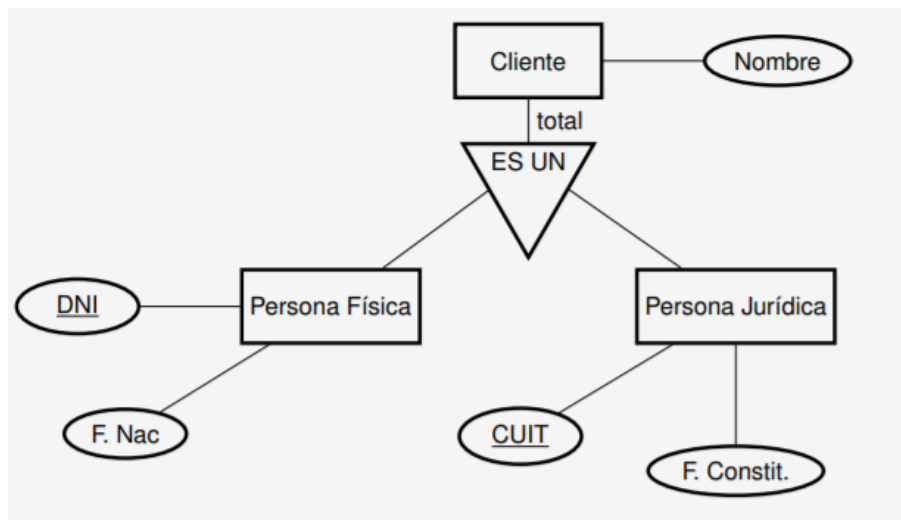 Cliente
Nombre
total
ES UN
DNI
Persona Física
Persona Jurídica
F. Nac
CUIT
F. Constit.